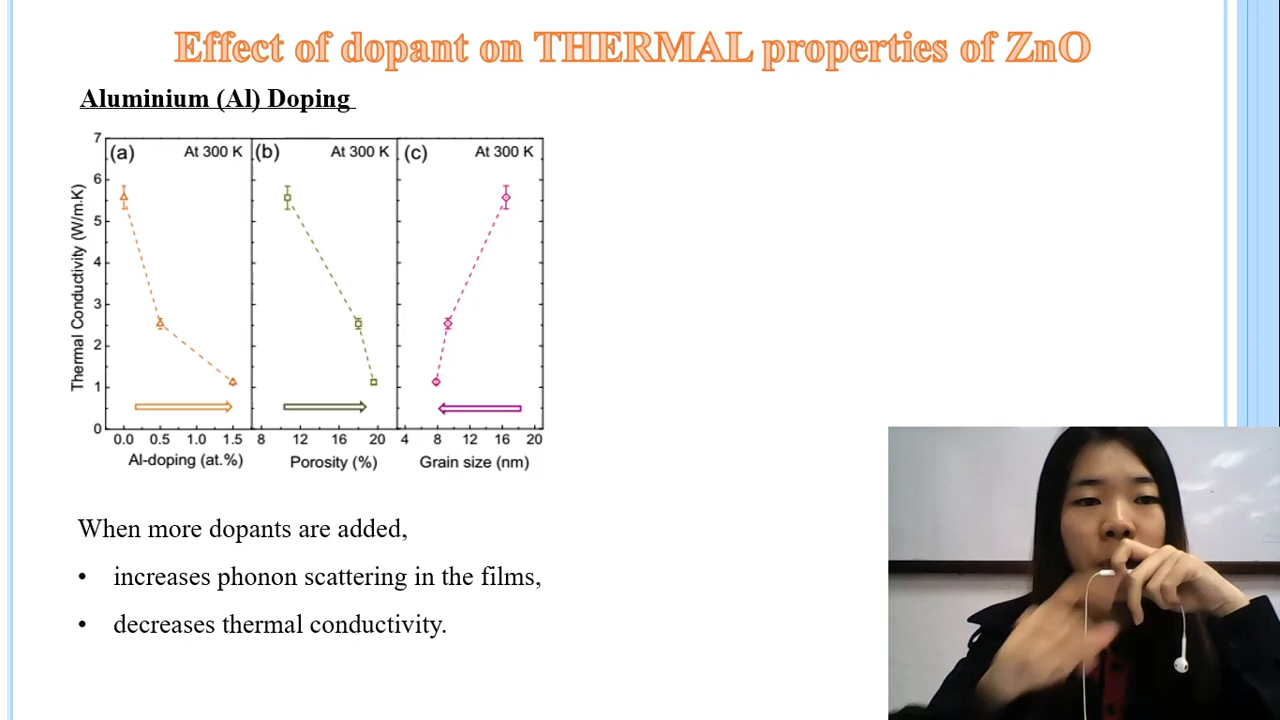 Effect of dopant on THERMAL properties of ZnO
Aluminium (Al) Doping
7
6
5
4
3
2
1
0
Thermal Conductivity (W/m.K)
(a) At 300 K
(b) At 300 K
(c) At 300 K
0.0 0.5 1.0 1.5
8 12 16 20
4 8 12 16 20
Al-doping (at.%)
Porosity (%)
Grain size (nm)
When more dopants are added,
• increases phonon scattering in the films,
• decreases thermal conductivity.